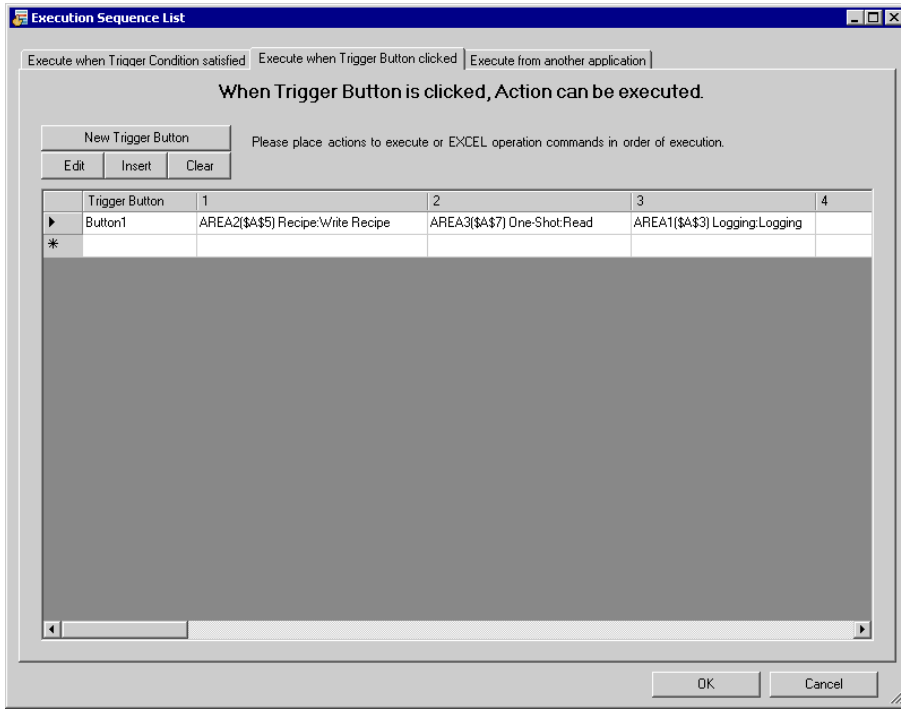 Execution Sequence List
Execute when Trigger Condition satisfied Execute when Trigger Button clicked Execute from another application
When Trigger Button is clicked, Action can be executed.
New Trigger Button
Please place actions to execute or EXCEL operation commands in order of execution.
Edit Insert Clear
Trigger Button 1 2 3 4
Button1 AREA2($A$5) Recipe:Write Recipe AREA3($A$7) One-Shot:Read AREA1($A$3) Logging:Logging
OK Cancel